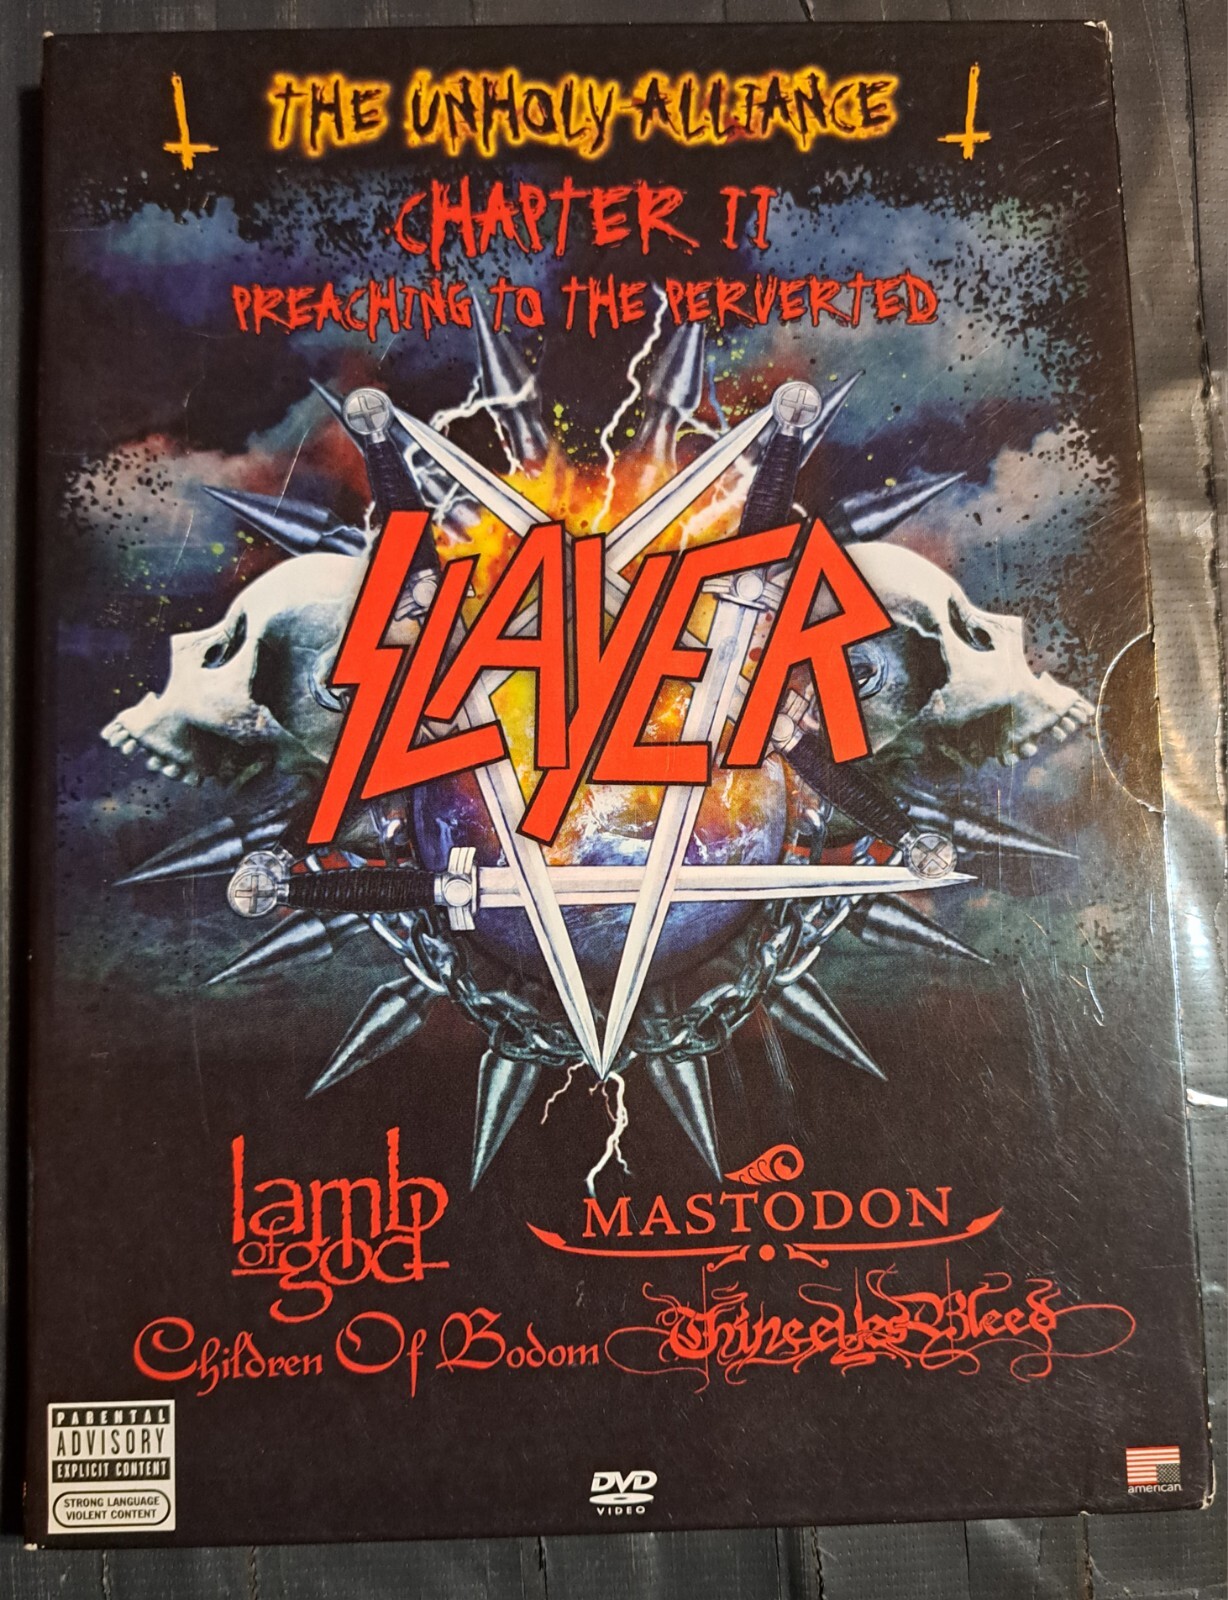 THE UNHOLY ALLIANCE
CHAPTER II
PREACHING TO THE PERVERTED
SLAYER
lamb
of god
MASTODON
Children Of Bodom
Thine eyes Bleed
PARENTAL
ADVISORY
EXPLICIT CONTENT
STRONG LANGUAGE
VIOLENT CONTENT
DVD
VIDEO
american